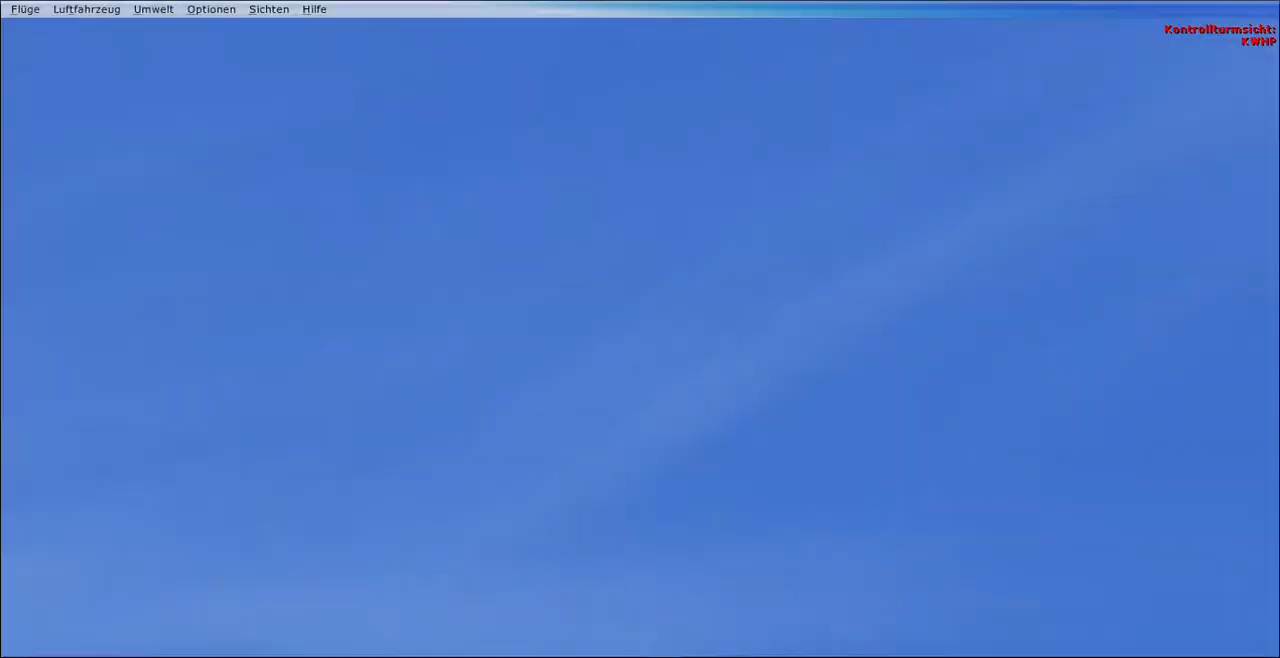 Flüge Luftfahrzeug Umwelt Optionen Sichten Hilfe
Kontrollturmsicht:
KWHP